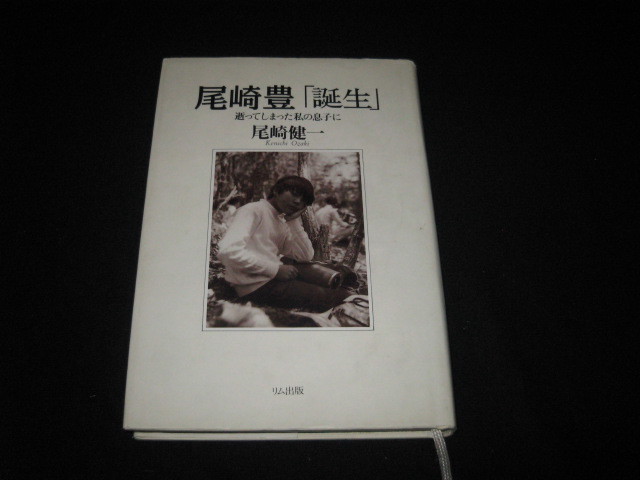 尾崎豊「誕生」
逝ってしまった私の息子に
尾崎健一
Kenichi Ozaki
リム出版